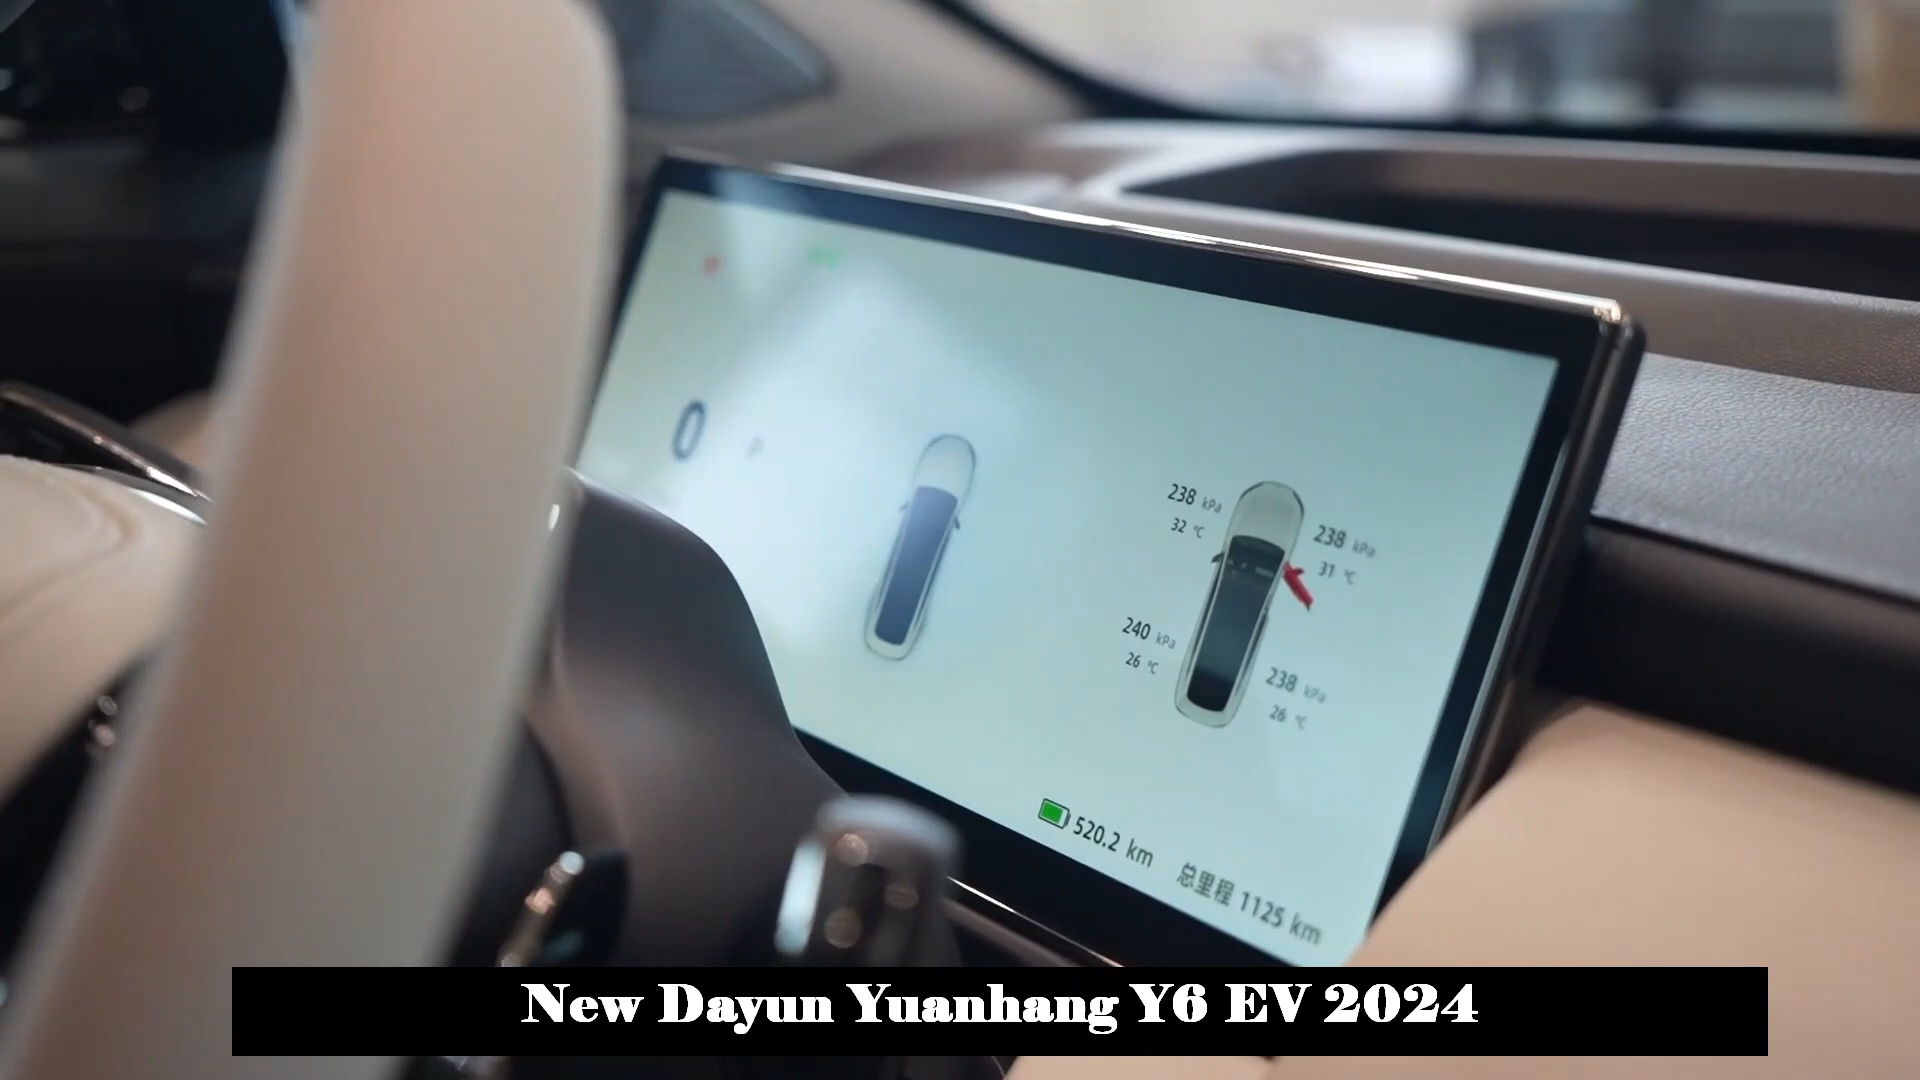 0 P
238 kPa
32 ℃
238 kPa
31 ℃
240 kPa
26 ℃
238 kPa
26 ℃
520.2 km
总里程 1125 km
New Dayun Yuanhang Y6 EV 2024